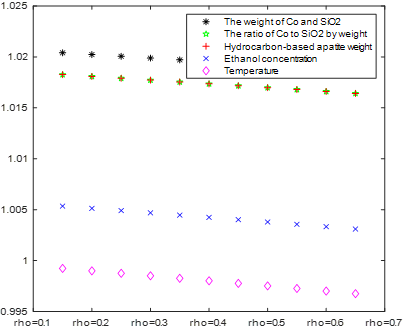 1.025
1.02
1.015
1.01
1.005
1
0.995
The weight of Co and SiO2
The ratio of Co to SiO2 by weight
Hydrocarbon-based apatite weight
Ethanol concentration
Temperature
rho=0.1 rho=0.2 rho=0.3 rho=0.4 rho=0.5 rho=0.6 rho=0.7